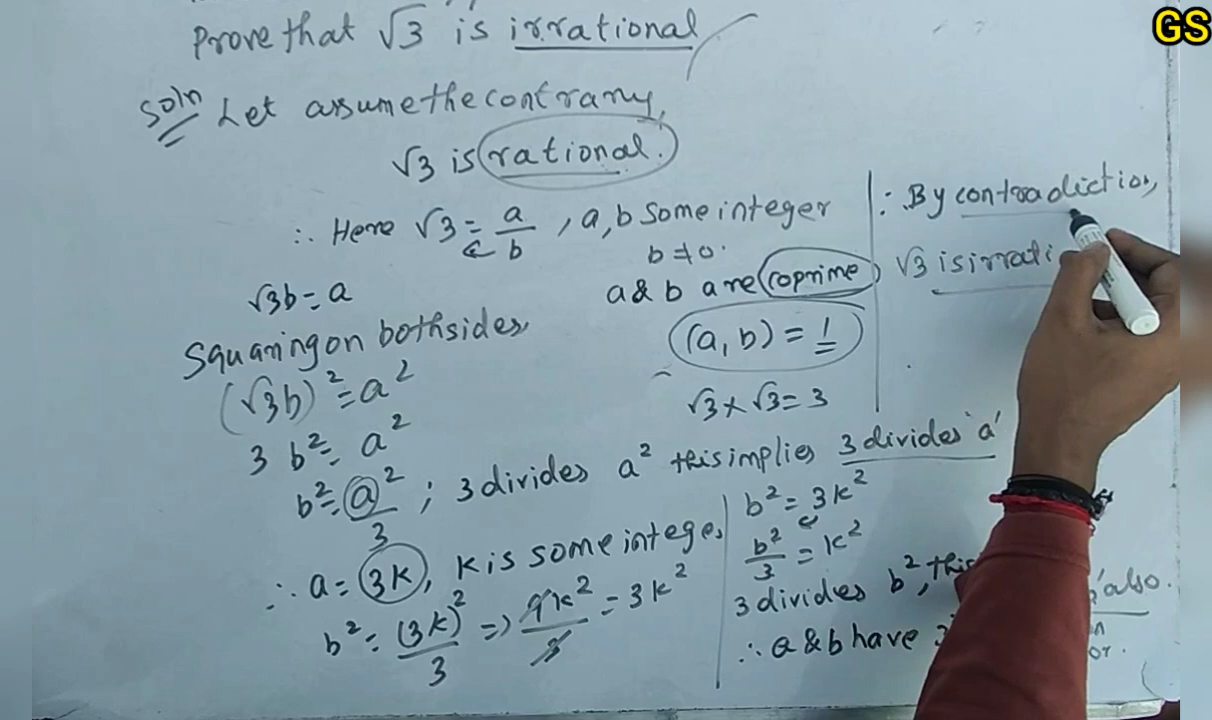 GS
Prove that √3 is irrational
Soln Let assume the contrary,
√3 is rational.
∴ Here √3 = a/b , a, b Some integer
b ≠ 0.
a & b are coprime
(a, b) = 1
√3b = a
Squaring on both sides,
√3 × √3 = 3
(√3b)² = a²
3 b² = a²
b² = a²/3 ; 3 divides a² this implies 3 divides 'a'
∴ a = 3K, K is some integer
b² = (3K)²/3 => 9K²/3 = 3K²
b² = 3K²
b²/3 = K²
3 divides b², this also.
∴ a & b have 3
∴ By contradiction,
√3 is irrati